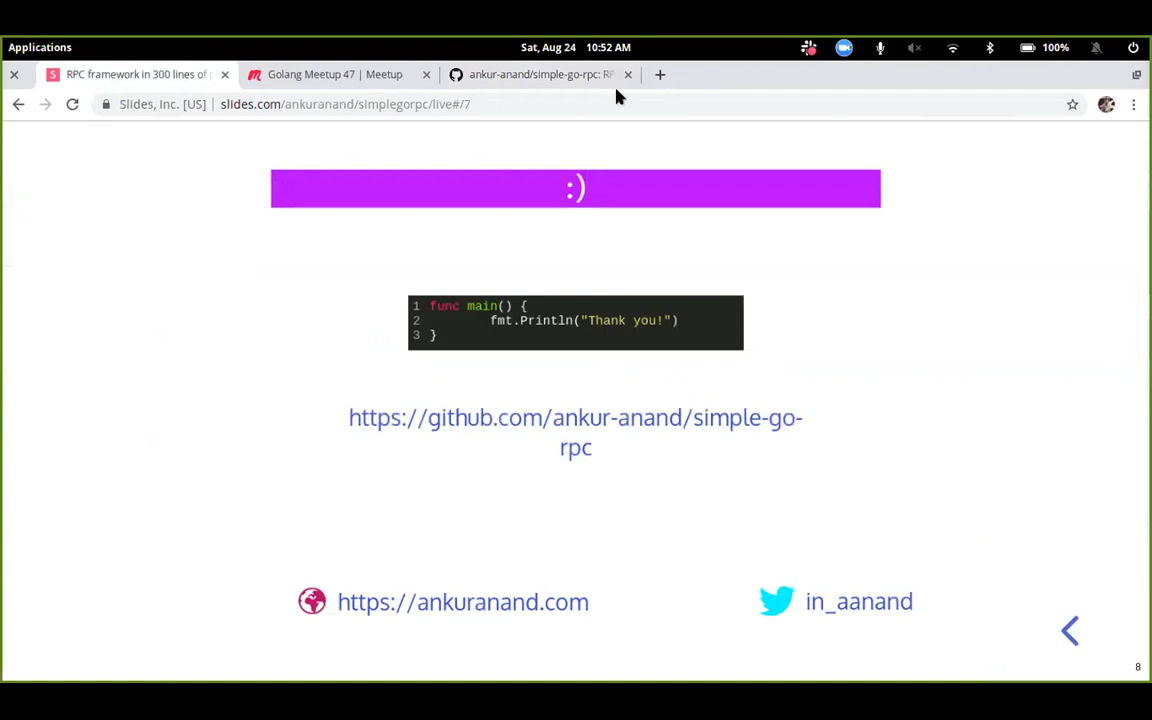 Applications
Sat, Aug 24 10:52 AM
100%
RPC framework in 300 lines of
Golang Meetup 47 | Meetup
ankur-anand/simple-go-rpc: RP
Slides, Inc. [US] | slides.com/ankuranand/simplegorpc/live#/7
:)
1 func main() {
2 fmt.Println("Thank you!")
3 }
https://github.com/ankur-anand/simple-go-
rpc
https://ankuranand.com
in_aanand
8